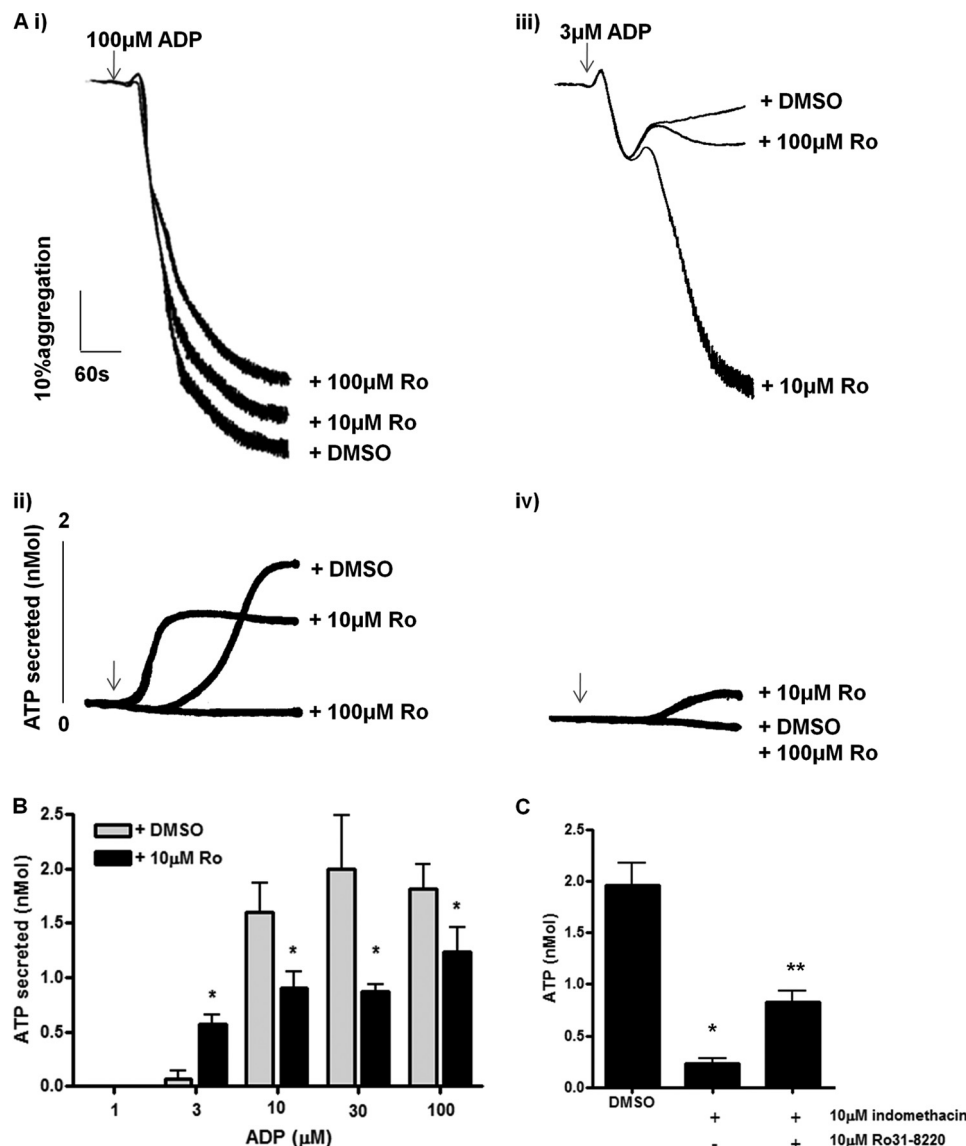 A i)
100μM ADP
10%aggregation
60s
+ 100μM Ro
+ 10μM Ro
+ DMSO
iii)
3μM ADP
+ DMSO
+ 100μM Ro
+ 10μM Ro
ii)
ATP secreted (nMol)
2
0
+ DMSO
+ 10μM Ro
+ 100μM Ro
iv)
+ 10μM Ro
+ DMSO
+ 100μM Ro
B
ATP secreted (nMol)
2.5
2.0
1.5
1.0
0.5
0.0
+ DMSO
+ 10μM Ro
* * * *
1 3 10 30 100
ADP (μM)
C
ATP (nMol)
2.5
2.0
1.5
1.0
0.5
0.0
* **
DMSO
+ + 10μM indomethacin
- + 10μM Ro31-8220